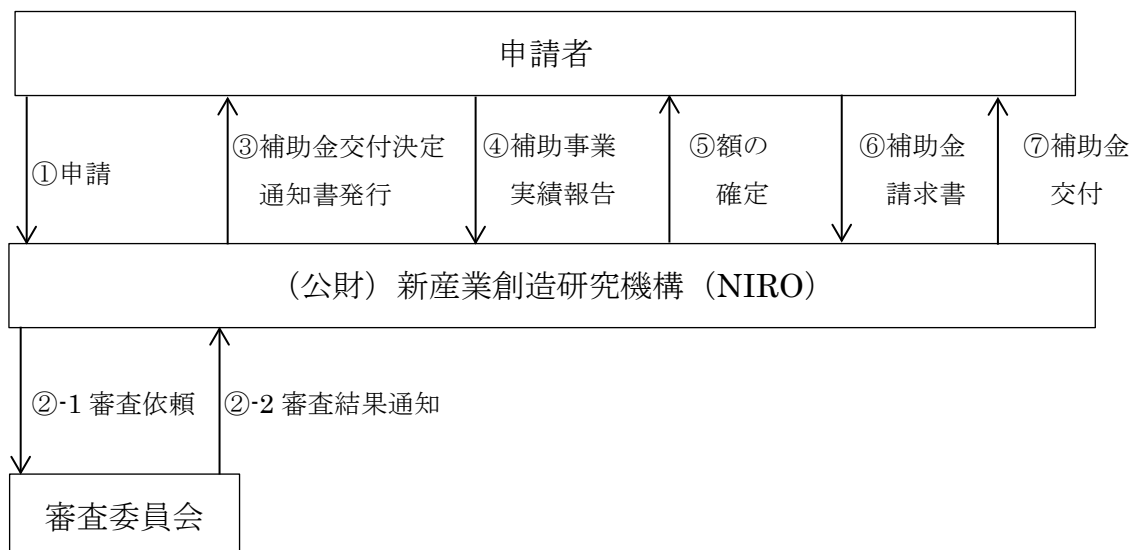 申請者
①申請
③補助金交付決定
通知書発行
④補助事業
実績報告
⑤額の
確定
⑥補助金
請求書
⑦補助金
交付
（公財）新産業創造研究機構（NIRO）
②-1 審査依頼
②-2 審査結果通知
審査委員会